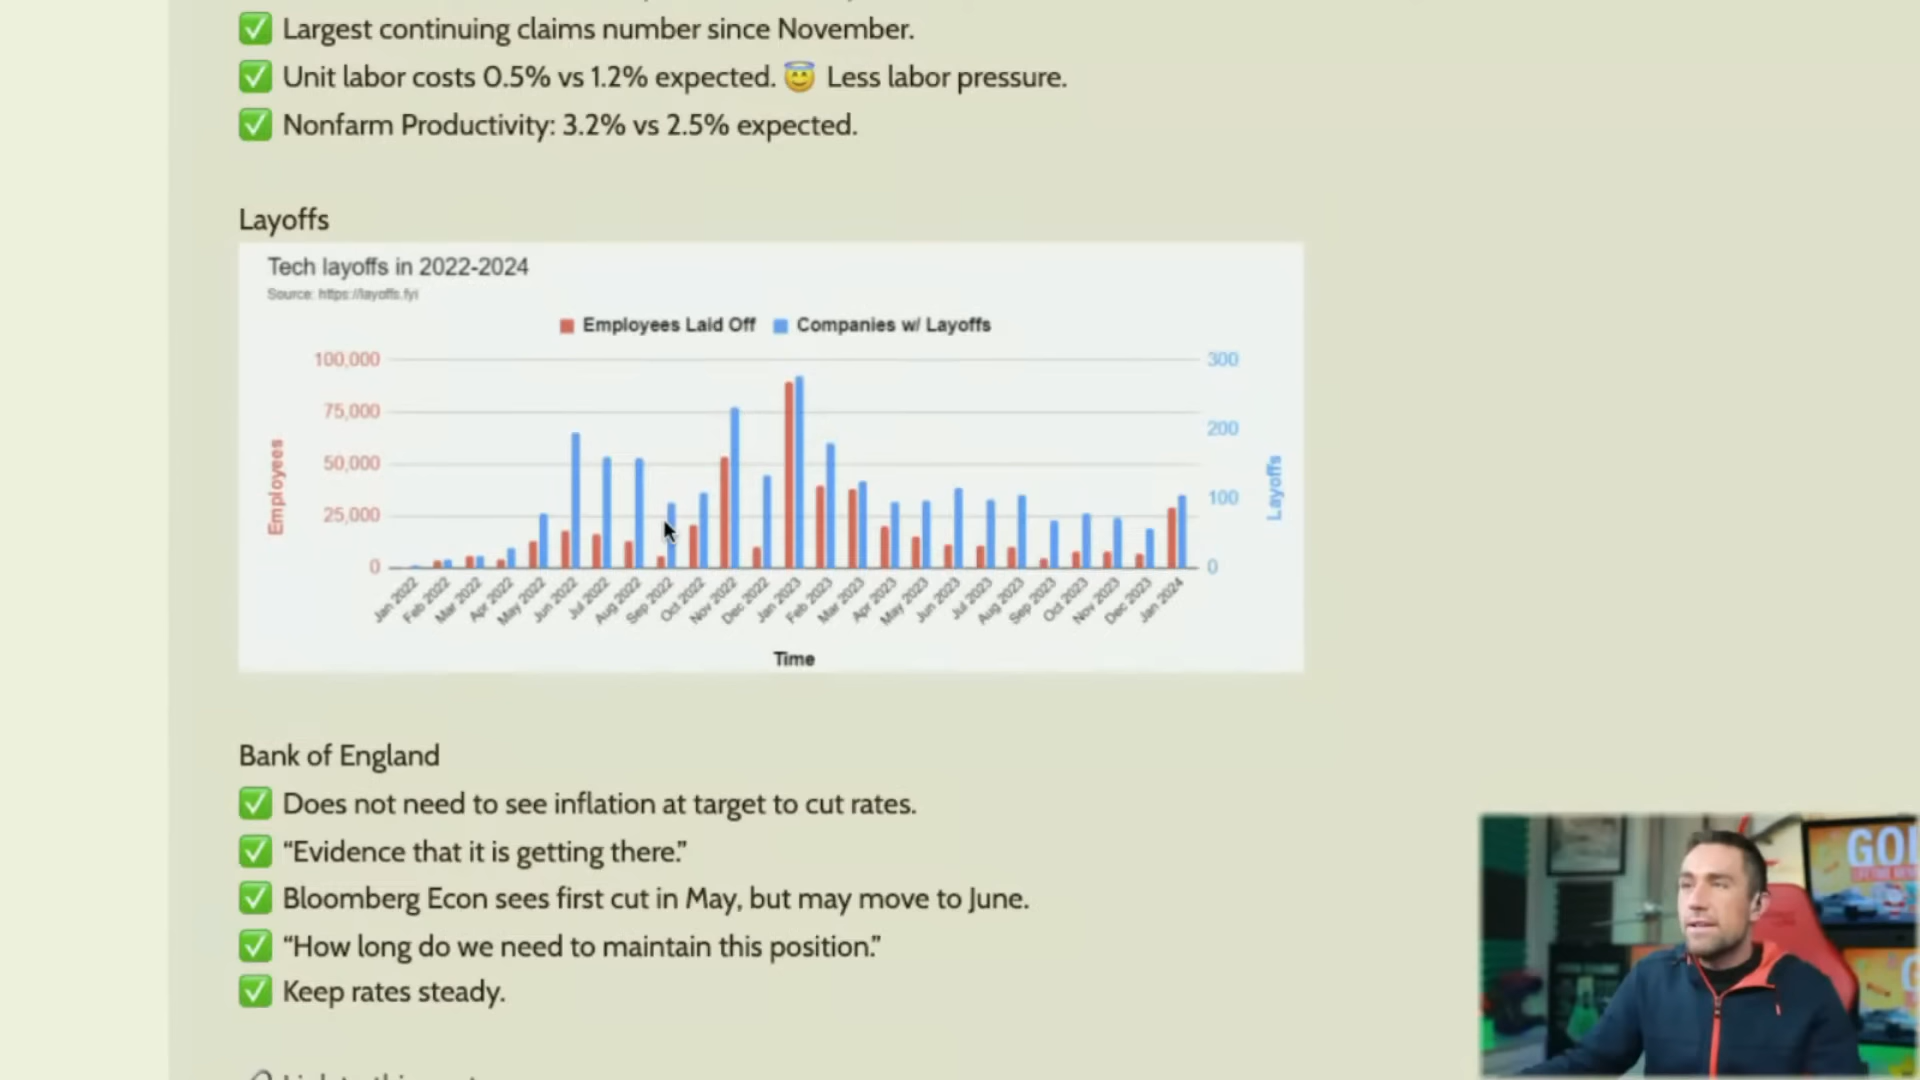 ✅ Largest continuing claims number since November.
✅ Unit labor costs 0.5% vs 1.2% expected. 😇 Less labor pressure.
✅ Nonfarm Productivity: 3.2% vs 2.5% expected.
Layoffs
Tech layoffs in 2022-2024
Source: https://layoffs.fyi
Employees Laid Off
Companies w/ Layoffs
100,000
75,000
50,000
25,000
0
Employees
300
200
100
0
Layoffs
Jan 2022
Feb 2022
Mar 2022
Apr 2022
May 2022
Jun 2022
Jul 2022
Aug 2022
Sep 2022
Oct 2022
Nov 2022
Dec 2022
Jan 2023
Feb 2023
Mar 2023
Apr 2023
May 2023
Jun 2023
Jul 2023
Aug 2023
Sep 2023
Oct 2023
Nov 2023
Dec 2023
Jan 2024
Time
Bank of England
✅ Does not need to see inflation at target to cut rates.
✅ “Evidence that it is getting there.”
✅ Bloomberg Econ sees first cut in May, but may move to June.
✅ “How long do we need to maintain this position.”
✅ Keep rates steady.